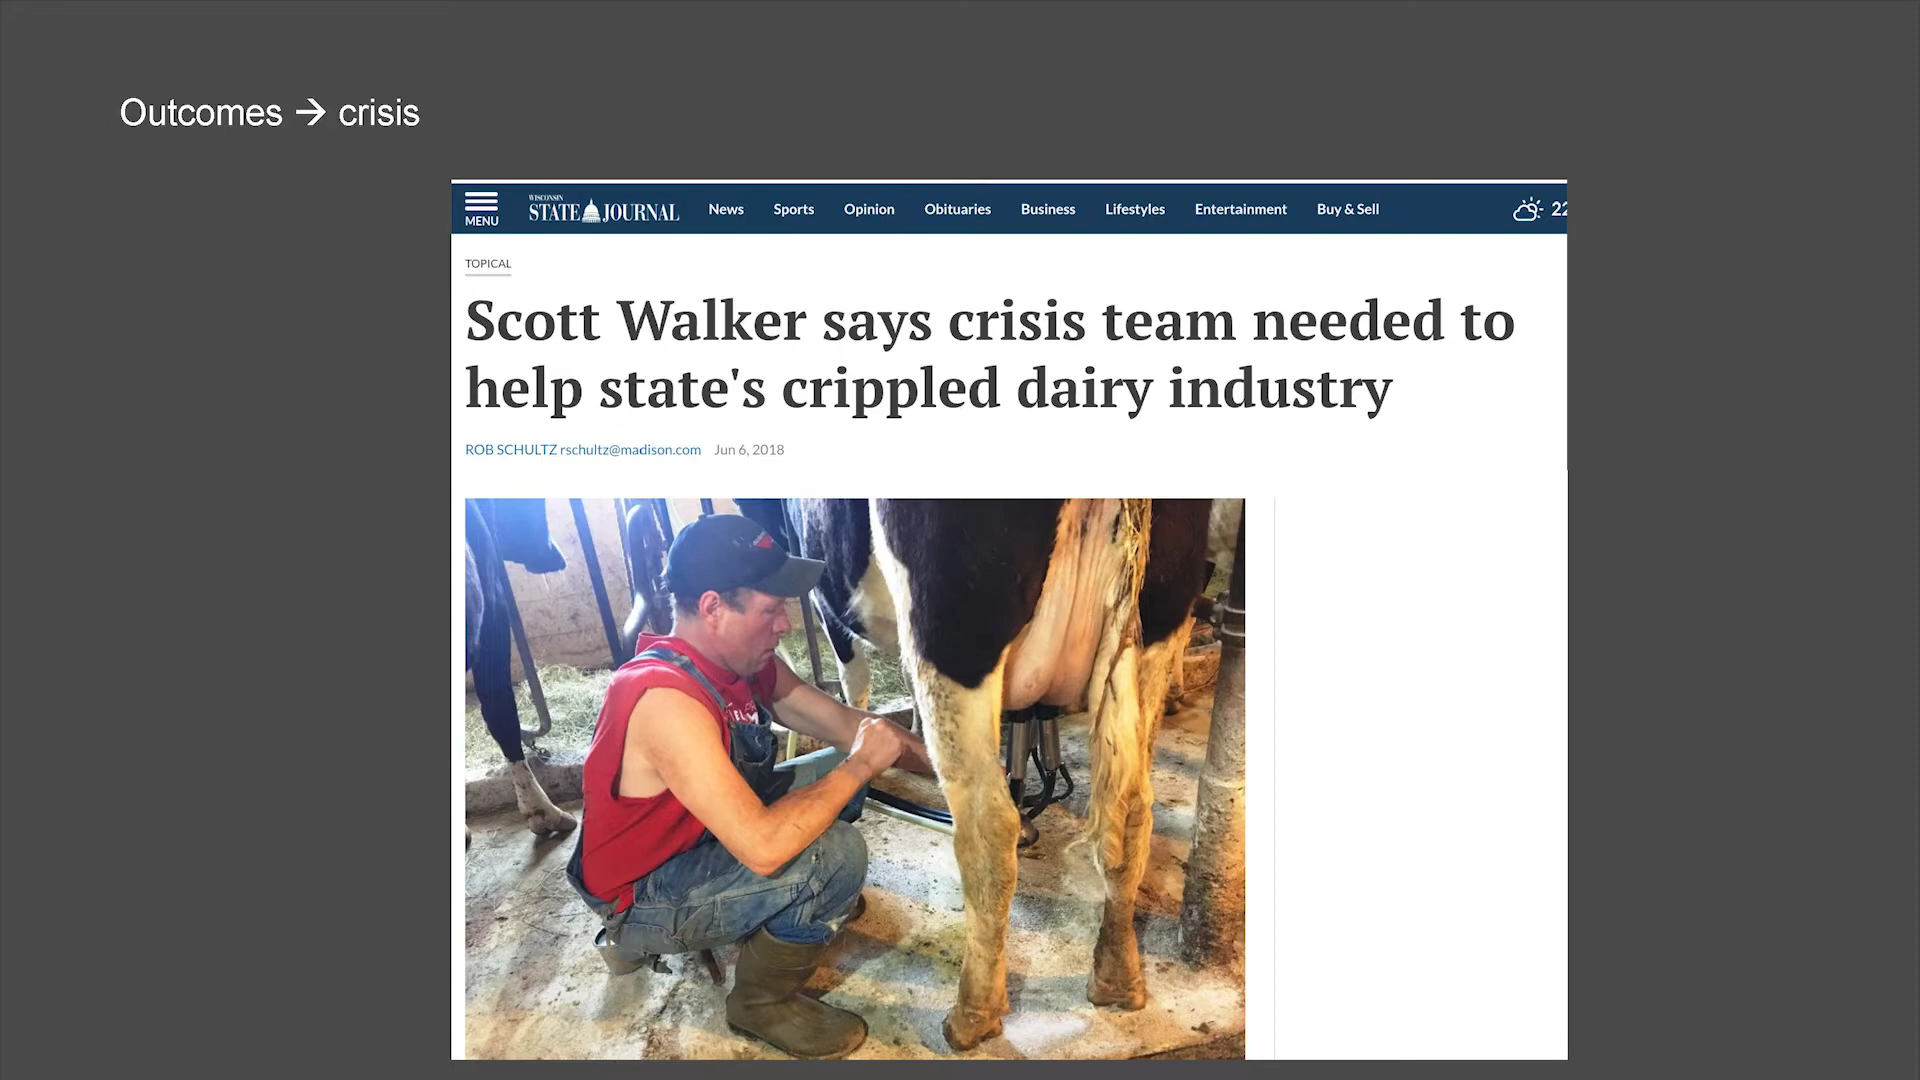 Outcomes → crisis
MENU
WISCONSIN
STATE JOURNAL
News Sports Opinion Obituaries Business Lifestyles Entertainment Buy & Sell
22
TOPICAL
Scott Walker says crisis team needed to
help state's crippled dairy industry
ROB SCHULTZ rschultz@madison.com Jun 6, 2018